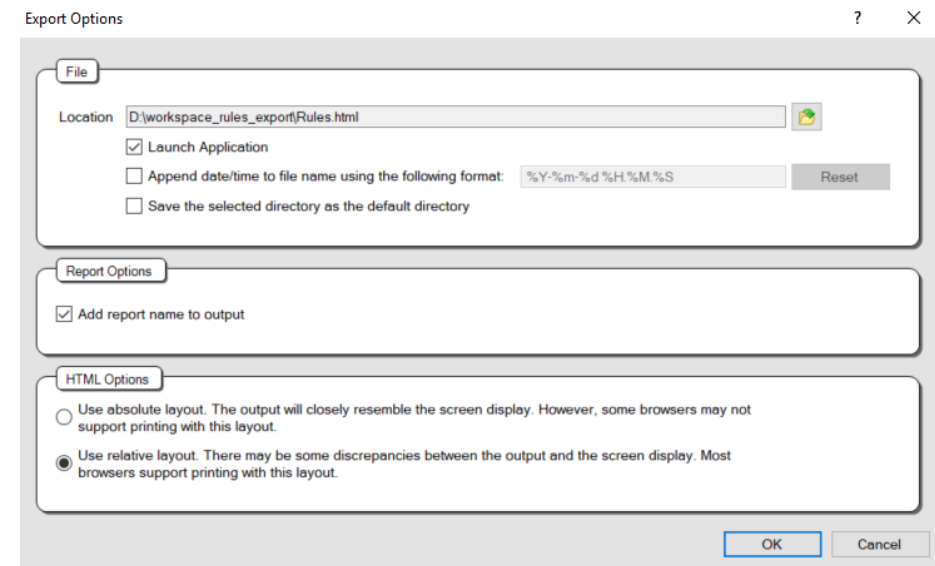 Export Options
?
File
Location D:\workspace_rules_export\Rules.html
Launch Application
Append date/time to file name using the following format: %Y-%m-%d %H.%M.%S Reset
Save the selected directory as the default directory
Report Options
Add report name to output
HTML Options
Use absolute layout. The output will closely resemble the screen display. However, some browsers may not
support printing with this layout.
Use relative layout. There may be some discrepancies between the output and the screen display. Most
browsers support printing with this layout.
OK Cancel